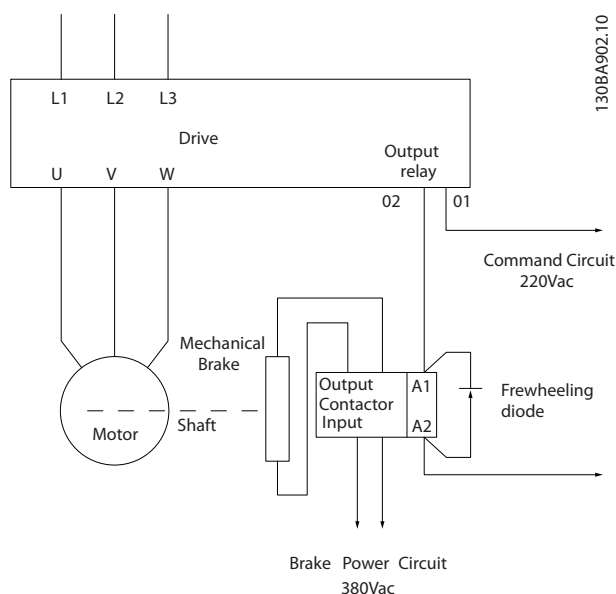 130BA902.10
L1 L2 L3
Drive
U V W
Output
relay
02 01
Command Circuit
220Vac
Mechanical
Brake
Shaft
Motor
Output
Contactor
Input
A1
A2
Frewheeling
diode
Brake Power Circuit
380Vac